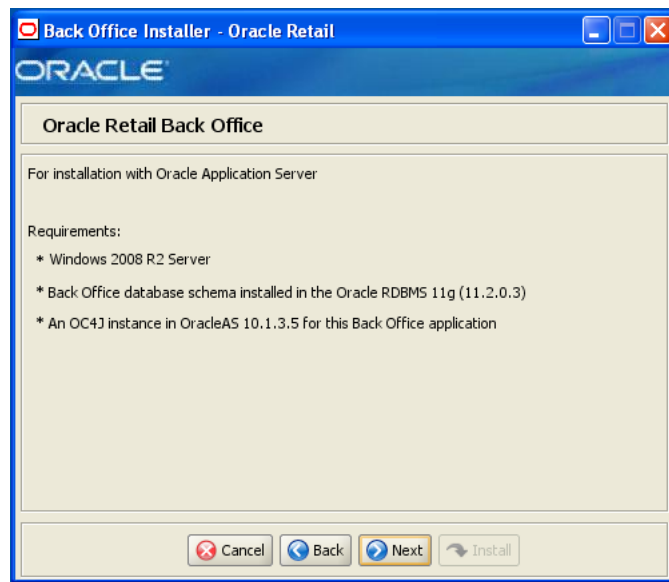 Back Office Installer - Oracle Retail
ORACLE
Oracle Retail Back Office
For installation with Oracle Application Server
Requirements:
* Windows 2008 R2 Server
* Back Office database schema installed in the Oracle RDBMS 11g (11.2.0.3)
* An OC4J instance in OracleAS 10.1.3.5 for this Back Office application
Cancel Back Next Install